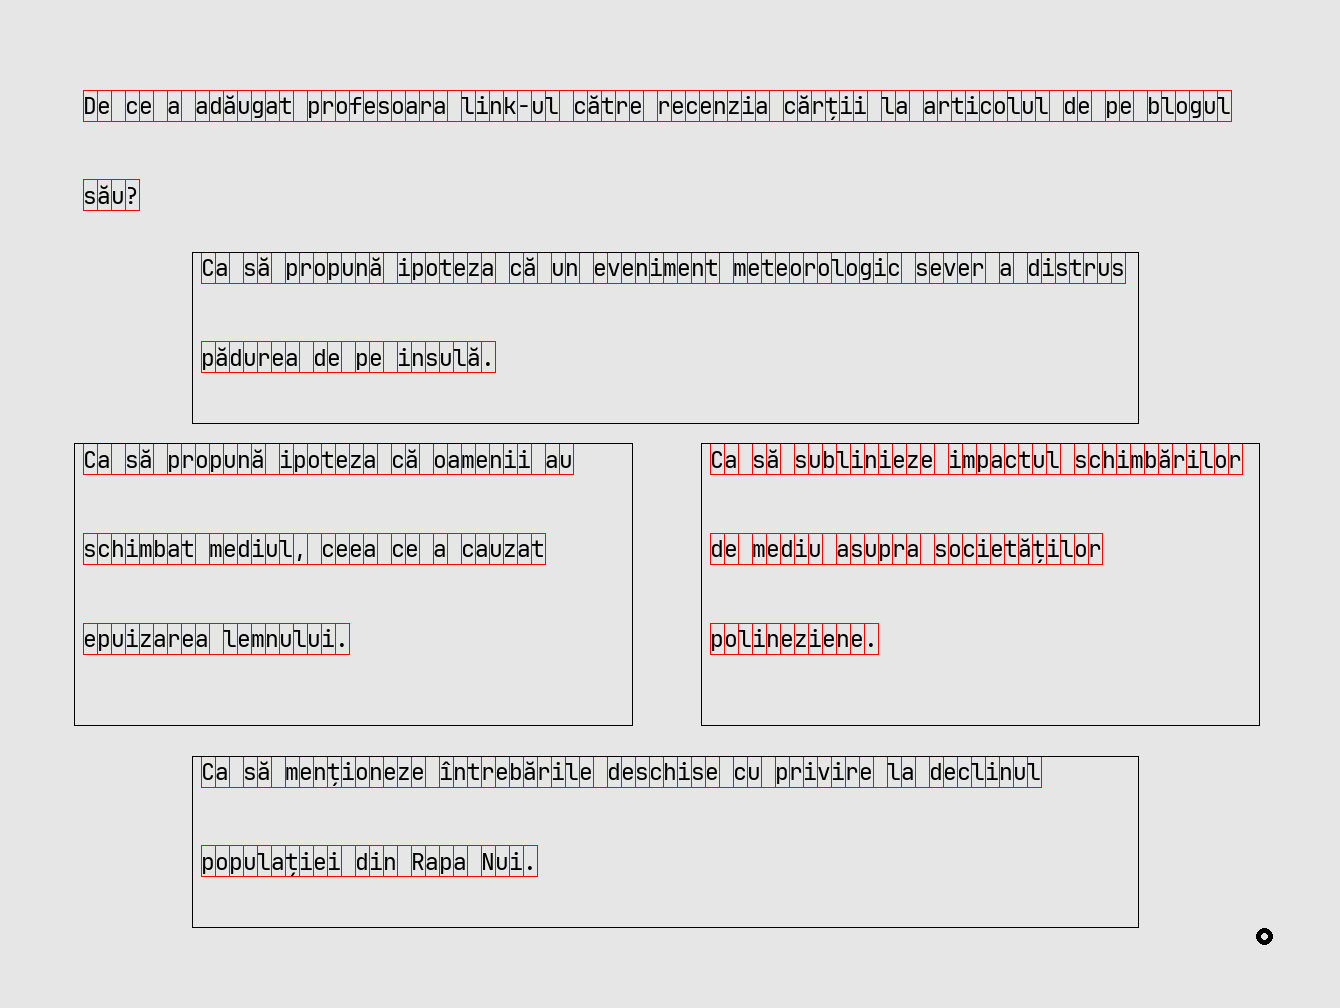 De ce a adăugat profesoara link-ul către recenzia cărții la articolul de pe blogul
său?
Ca să propună ipoteza că un eveniment meteorologic sever a distrus
pădurea de pe insulă.
Ca să propună ipoteza că oamenii au
schimbat mediul, ceea ce a cauzat
epuizarea lemnului.
Ca să sublinieze impactul schimbărilor
de mediu asupra societăților
polineziene.
Ca să menționeze întrebările deschise cu privire la declinul
populației din Rapa Nui.